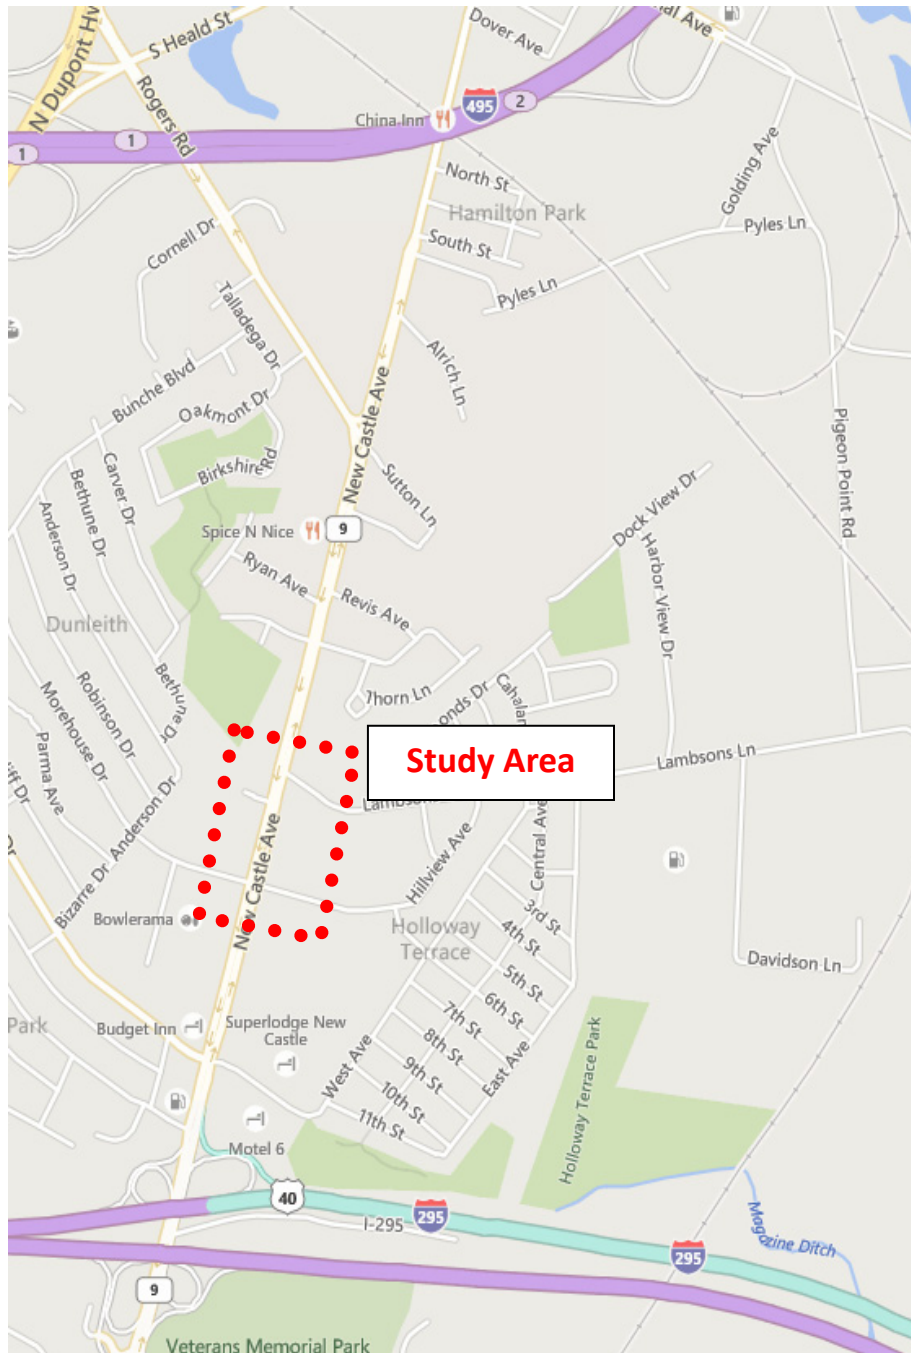 S Heald St
Dover Ave
N Dupont Hw
Rogers Rd
495
2
China Inn
1
1
North St
Golding Ave
Hamilton Park
Pyles Ln
South St
Cornell Dr
Pyles Ln
Talladega Dr
Alrich Ln
Bunche Blvd
Oakmont Dr
New Castle Ave
Pigeon Point Rd
Birkshire Rd
Carver Dr
Bethune Dr
Sutton Ln
Dock View Dr
Anderson Dr
Spice N Nice
9
Ryan Ave
Revis Ave
Harbor View Dr
Dunleith
Bethune Dr
Thorn Ln
Robinson Dr
Morehouse Dr
Parma Ave
Study Area
Lambsons Ln
New Castle Ave
Anderson Dr
Bizarre Dr
Hillview Ave
Central Ave
Bowlerama
Holloway
Terrace
3rd St
4th St
5th St
6th St
7th St
8th St
9th St
10th St
11th St
Davidson Ln
Park
Budget Inn
Superlodge New
Castle
West Ave
East Ave
Holloway Terrace Park
Motel 6
40
I-295
295
295
Magazine Ditch
9
Veterans Memorial Park